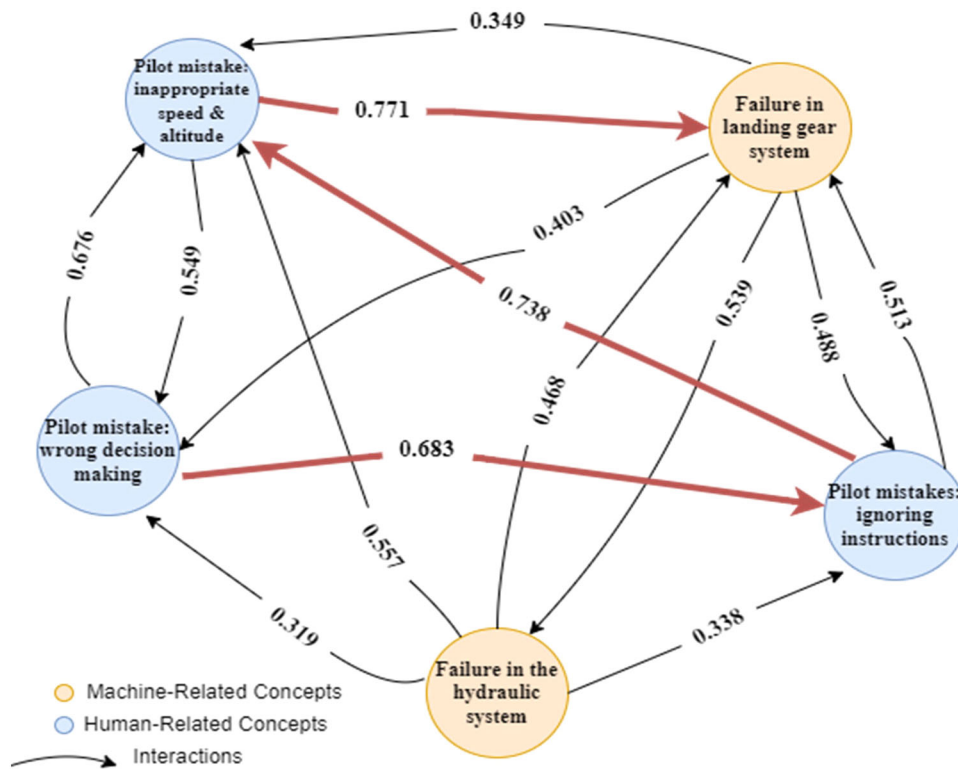 0.349
Pilot mistake:
inappropriate
speed &
altitude
0.771
Failure in
landing gear
system
0.403
0.676
0.549
0.738
0.539
0.513
0.488
0.468
Pilot mistake:
wrong decision
making
0.683
Pilot mistakes:
ignoring
instructions
0.557
0.319
0.338
Failure in the
hydraulic
system
Machine-Related Concepts
Human-Related Concepts
Interactions